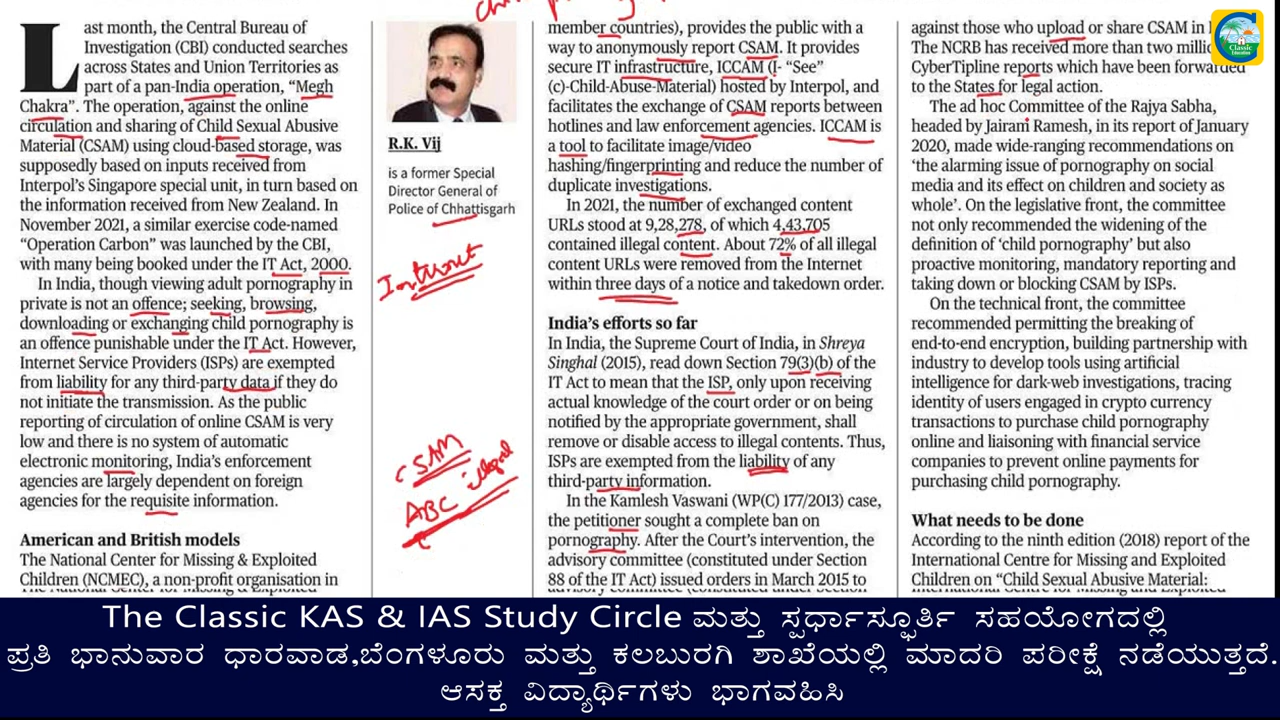 Last month, the Central Bureau of
Investigation (CBI) conducted searches
across States and Union Territories as
part of a pan-India operation, “Megh
Chakra”. The operation, against the online
circulation and sharing of Child Sexual Abusive
Material (CSAM) using cloud-based storage, was
supposedly based on inputs received from
Interpol’s Singapore special unit, in turn based on
the information received from New Zealand. In
November 2021, a similar exercise code-named
“Operation Carbon” was launched by the CBI,
with many being booked under the IT Act, 2000.
In India, though viewing adult pornography in
private is not an offence; seeking, browsing,
downloading or exchanging child pornography is
an offence punishable under the IT Act. However,
Internet Service Providers (ISPs) are exempted
from liability for any third-party data if they do
not initiate the transmission. As the public
reporting of circulation of online CSAM is very
low and there is no system of automatic
electronic monitoring, India’s enforcement
agencies are largely dependent on foreign
agencies for the requisite information.
American and British models
The National Center for Missing & Exploited
Children (NCMEC), a non-profit organisation in
R.K. Vij
is a former Special
Director General of
Police of Chhattisgarh
CSAM
ABC illegal
member countries), provides the public with a
way to anonymously report CSAM. It provides
secure IT infrastructure, ICCAM (I- “See”
(c)-Child-Abuse-Material) hosted by Interpol, and
facilitates the exchange of CSAM reports between
hotlines and law enforcement agencies. ICCAM is
a tool to facilitate image/video
hashing/fingerprinting and reduce the number of
duplicate investigations.
In 2021, the number of exchanged content
URLs stood at 9,28,278, of which 4,43,705
contained illegal content. About 72% of all illegal
content URLs were removed from the Internet
within three days of a notice and takedown order.
India’s efforts so far
In India, the Supreme Court of India, in Shreya
Singhal (2015), read down Section 79(3)(b) of the
IT Act to mean that the ISP, only upon receiving
actual knowledge of the court order or on being
notified by the appropriate government, shall
remove or disable access to illegal contents. Thus,
ISPs are exempted from the liability of any
third-party information.
In the Kamlesh Vaswani (WP(C) 177/2013) case,
the petitioner sought a complete ban on
pornography. After the Court’s intervention, the
advisory committee (constituted under Section
88 of the IT Act) issued orders in March 2015 to
against those who upload or share CSAM in
The NCRB has received more than two
CyberTipline reports which have been forwarded
to the States for legal action.
The ad hoc Committee of the Rajya Sabha,
headed by Jairam Ramesh, in its report of January
2020, made wide-ranging recommendations on
‘the alarming issue of pornography on social
media and its effect on children and society as
whole’. On the legislative front, the committee
not only recommended the widening of the
definition of ‘child pornography’ but also
proactive monitoring, mandatory reporting and
taking down or blocking CSAM by ISPs.
On the technical front, the committee
recommended permitting the breaking of
end-to-end encryption, building partnership with
industry to develop tools using artificial
intelligence for dark-web investigations, tracing
identity of users engaged in crypto currency
transactions to purchase child pornography
online and liaisoning with financial service
companies to prevent online payments for
purchasing child pornography.
What needs to be done
According to the ninth edition (2018) report of the
International Centre for Missing and Exploited
Children on “Child Sexual Abusive Material:
Classic
Education
The Classic KAS & IAS Study Circle ಮತ್ತು ಸ್ಪರ್ಧಾಸ್ಫೂರ್ತಿ ಸಹಯೋಗದಲ್ಲಿ
ಪ್ರತಿ ಭಾನುವಾರ ಧಾರವಾಡ,ಬೆಂಗಳೂರು ಮತ್ತು ಕಲಬುರಗಿ ಶಾಖೆಯಲ್ಲಿ ಮಾದರಿ ಪರೀಕ್ಷೆ ನಡೆಯುತ್ತದೆ.
ಆಸಕ್ತ ವಿದ್ಯಾರ್ಥಿಗಳು ಭಾಗವಹಿಸಿ